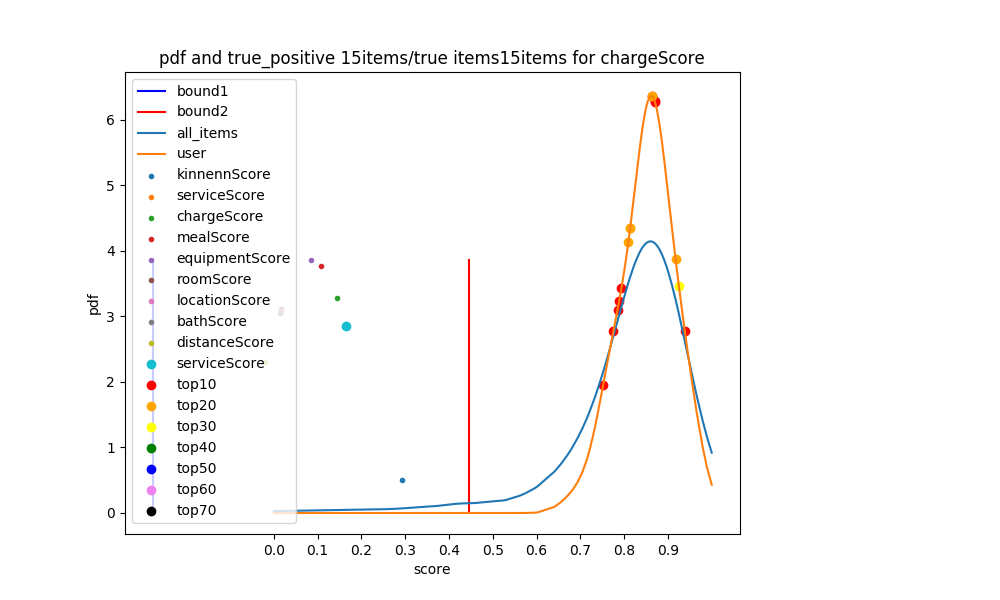 pdf and true_positive 15items/true items15items for chargeScore
bound1
bound2
all_items
user
kinnennScore
serviceScore
chargeScore
mealScore
equipmentScore
roomScore
locationScore
bathScore
distanceScore
serviceScore
top10
top20
top30
top40
top50
top60
top70
pdf
6
5
4
3
2
1
0
0.0 0.1 0.2 0.3 0.4 0.5 0.6 0.7 0.8 0.9
score